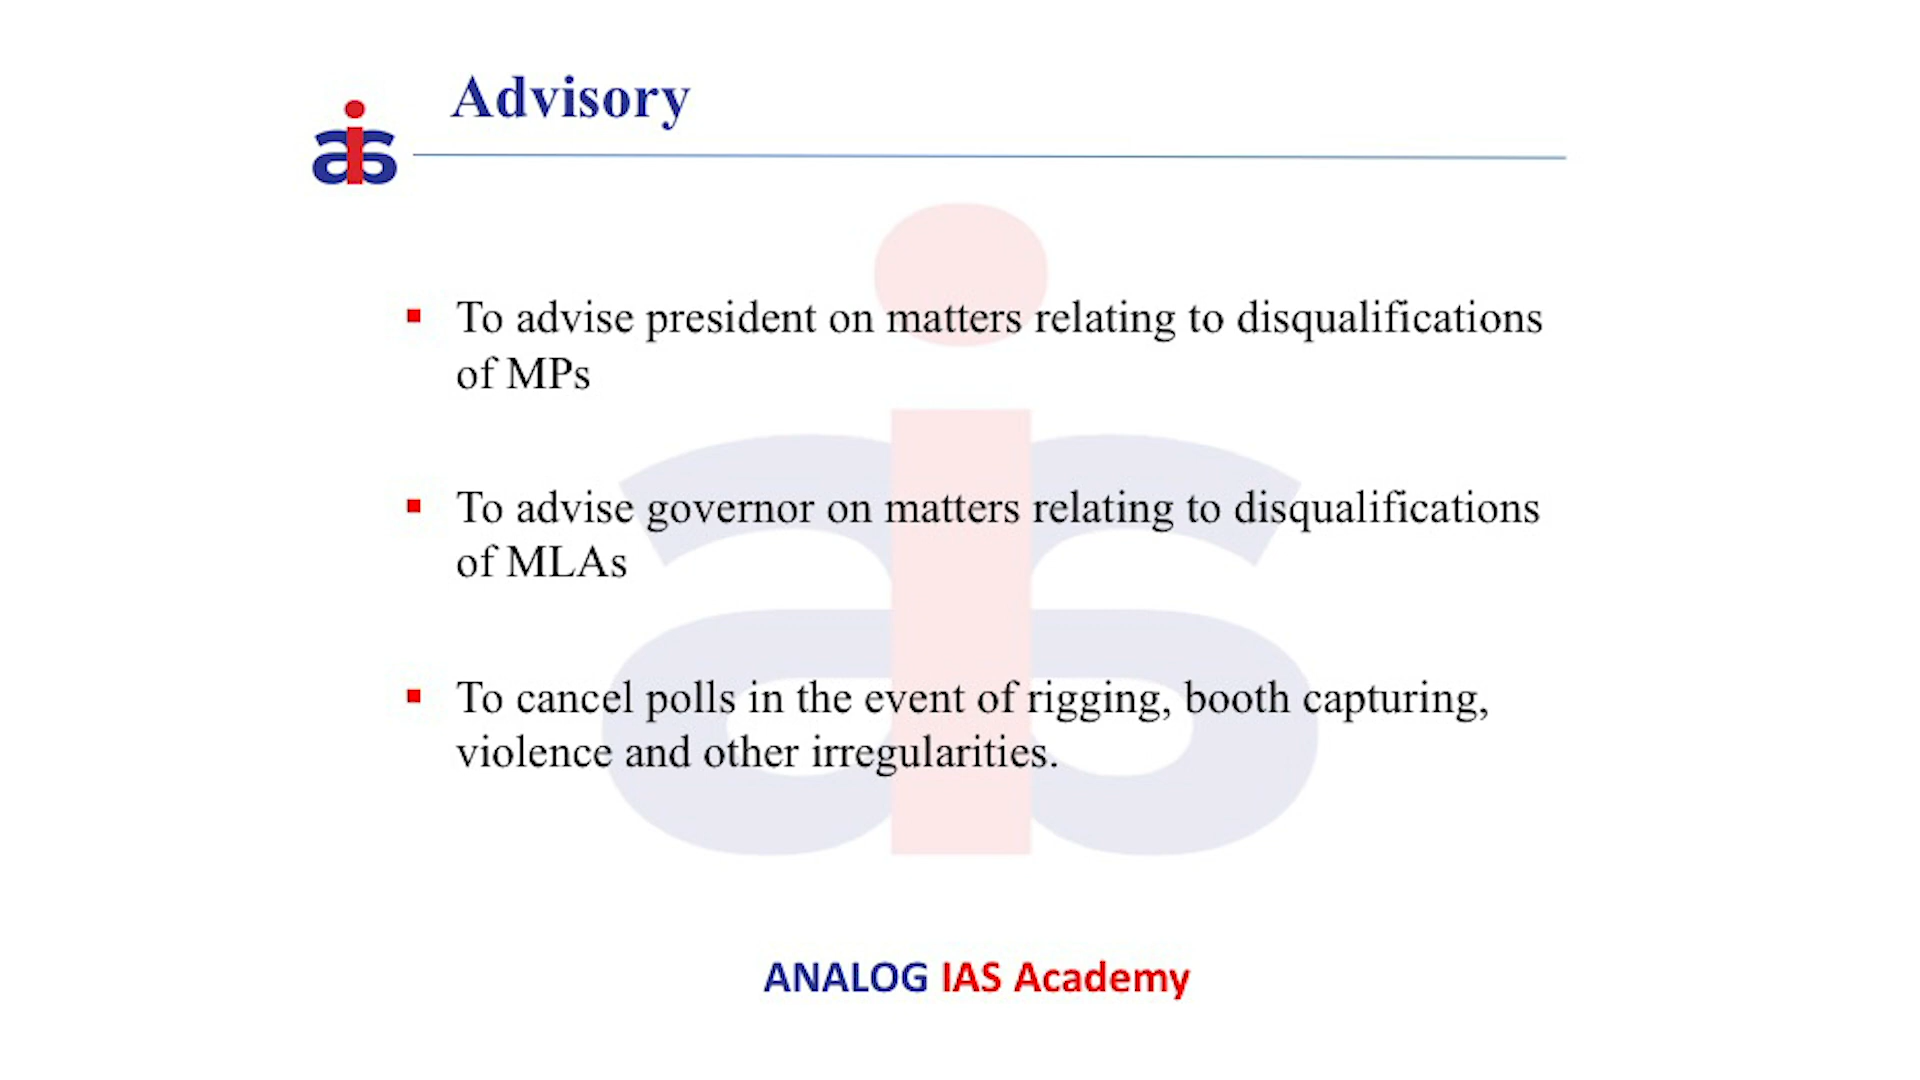 Advisory
To advise president on matters relating to disqualifications
of MPs
To advise governor on matters relating to disqualifications
of MLAs
To cancel polls in the event of rigging, booth capturing,
violence and other irregularities.
ANALOG IAS Academy